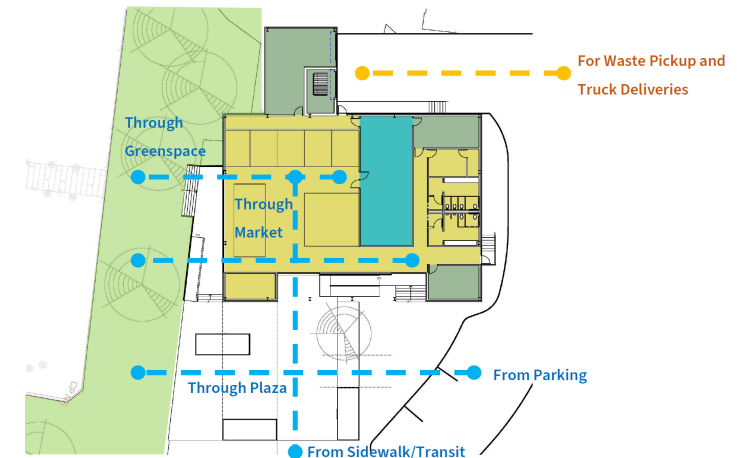 For Waste Pickup and
Truck Deliveries
Through
Greenspace
Through
Market
Through Plaza
From Parking
From Sidewalk/Transit